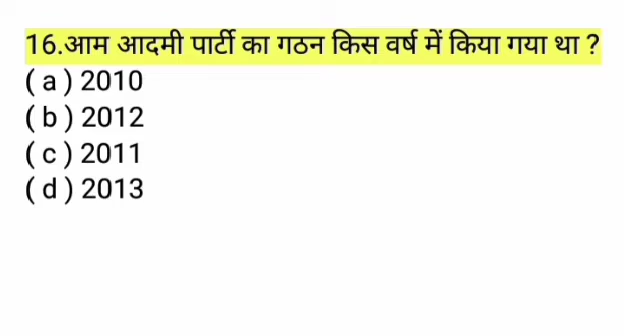 16.आम आदमी पार्टी का गठन किस वर्ष में किया गया था ?
( a ) 2010
( b ) 2012
( c ) 2011
( d ) 2013